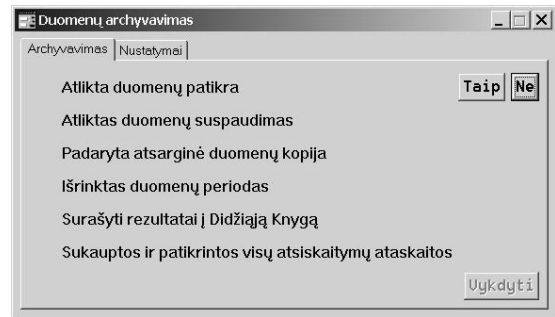 Duomenų archyvavimas
Archyvavimas Nustatymai
Atlikta duomenų patikra Taip Ne
Atliktas duomenų suspaudimas
Padaryta atsarginė duomenų kopija
Išrinktas duomenų periodas
Surašyti rezultatai į Didžiąją Knygą
Sukauptos ir patikrintos visų atsiskaitymų ataskaitos
Vykdyti